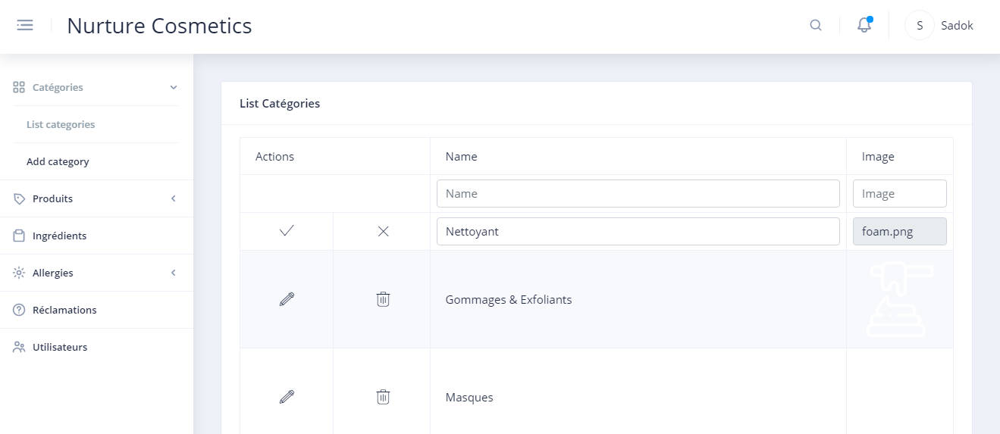 Nurture Cosmetics
S Sadok
Catégories
List categories
Add category
Produits
Ingrédients
Allergies
Réclamations
Utilisateurs
List Catégories
Actions Name Image
Name Image
Nettoyant foam.png
Gommages & Exfoliants
Masques